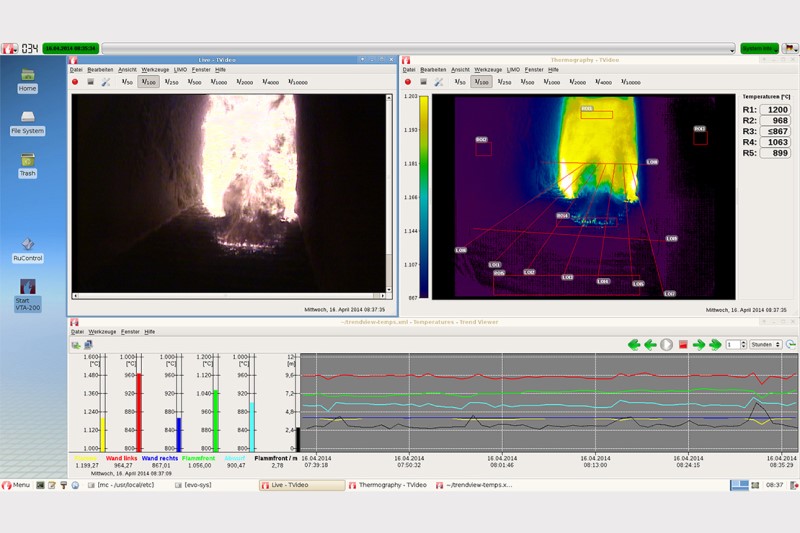 034 16.04.2014 08:35:34
Live - TVideo
Datei Bearbeiten Ansicht Werkzeuge LIMO Fenster Hilfe
1/50 1/100 1/250 1/500 1/1000 1/2000 1/4000 1/10000
Mittwoch, 16. April 2014 08:37:35
Thermography - TVideo
Datei Bearbeiten Ansicht Werkzeuge LIMO Fenster Hilfe
1/50 1/100 1/250 1/500 1/1000 1/2000 1/4000 1/10000
1.203
1.193
1.181
1.166
1.144
1.107
867
Temperatures [°C]
R1: 1200
R2: 968
R3: ≤867
R4: 1063
R5: 899
Mittwoch, 16. April 2014 08:37:35
Home
File System
Trash
RuControl
Start
VTA-200
~/trendview-temps.xml - Temperatures - Trend Viewer
Datei Werkzeuge Fenster Hilfe
1 Stunden
1.600 1.000 1.000 1.200 1.000 12
[°C] [°C] [°C] [°C] [°C] [m]
1.480 960 960 1.120 960 9,6
1.360 920 920 1.040 920 7,2
1.240 880 880 960 880 4,8
1.120 840 840 880 840 2,4
1.000 800 800 800 800 0
Wand links Wand rechts Flammfront Flammfront / m
1.199,27 964,27 867,01 1.056,00 900,47 2,78
Mittwoch, 16. April 2014 08:37:09
16.04.2014 16.04.2014 16.04.2014 16.04.2014 16.04.2014 16.04.2014
07:39:18 07:50:32 08:01:46 08:13:00 08:24:15 08:35:29
Menu [mc - /usr/local/etc] [evo-sys] Live - TVideo Thermography - TVideo ~/trendview-temps.x... 08:37